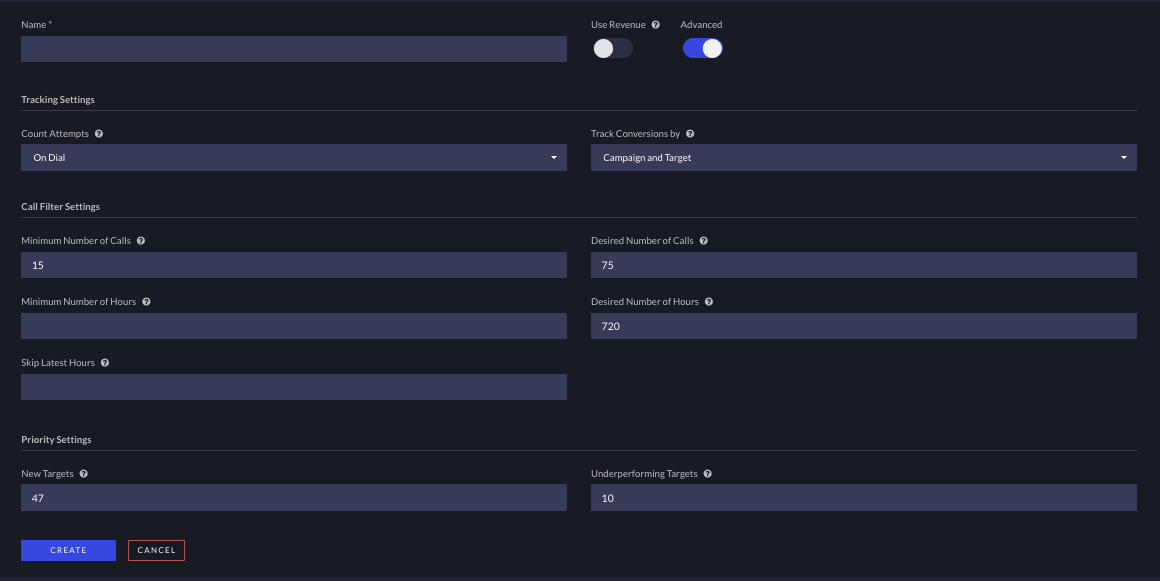 Name *
Use Revenue
Advanced
Tracking Settings
Count Attempts
Track Conversions by
On Dial
Campaign and Target
Call Filter Settings
Minimum Number of Calls
Desired Number of Calls
15
75
Minimum Number of Hours
Desired Number of Hours
720
Skip Latest Hours
Priority Settings
New Targets
Underperforming Targets
47
10
CREATE
CANCEL